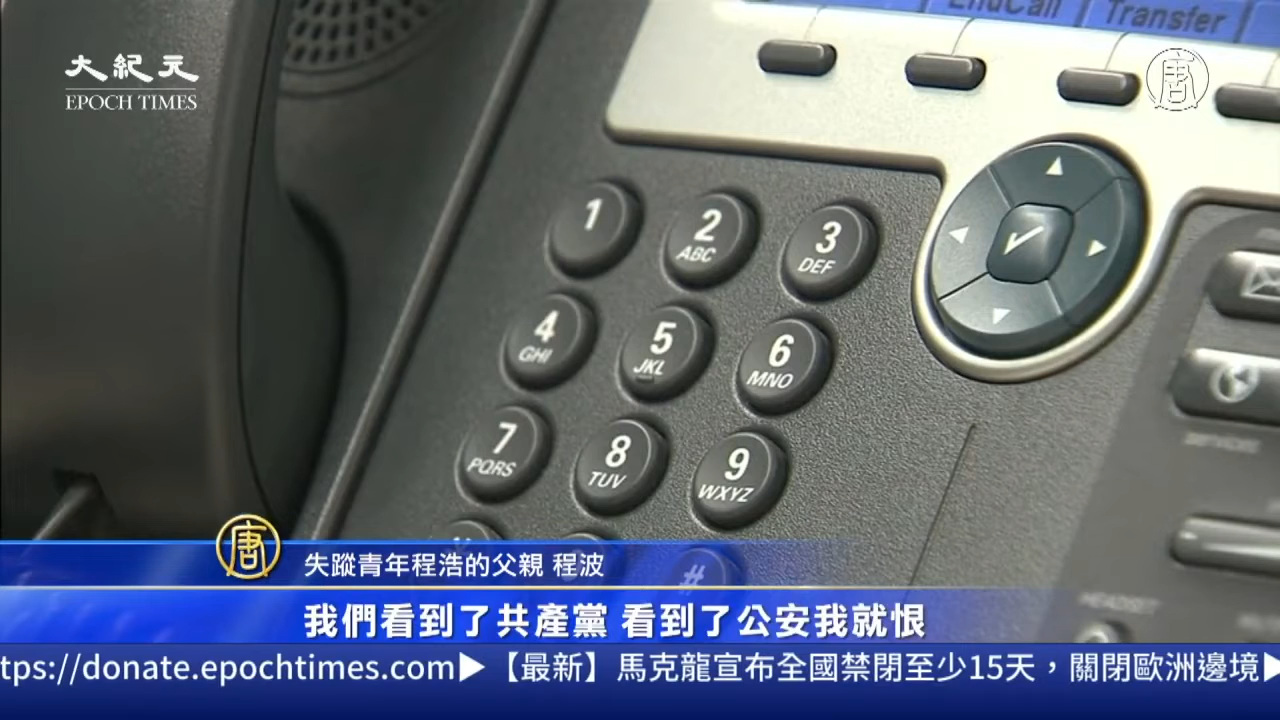 EndCall Transfer
大紀元
EPOCH TIMES
唐
1
2 ABC
3 DEF
4 GHI
5 JKL
6 MNO
7 PQRS
8 TUV
9 WXYZ
#
唐
失蹤青年程浩的父親 程波
我們看到了共產黨 看到了公安我就恨
tps://donate.epochtimes.com▶【最新】馬克龍宣布全國禁閉至少15天，關閉歐洲邊境▶